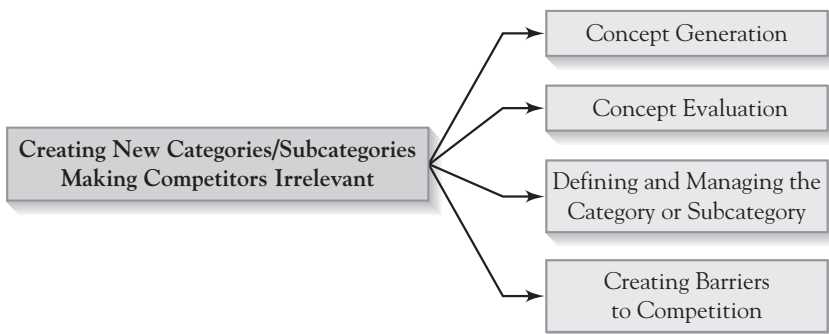 Concept Generation
Concept Evaluation
Creating New Categories/Subcategories
Making Competitors Irrelevant
Defining and Managing the
Category or Subcategory
Creating Barriers
to Competition